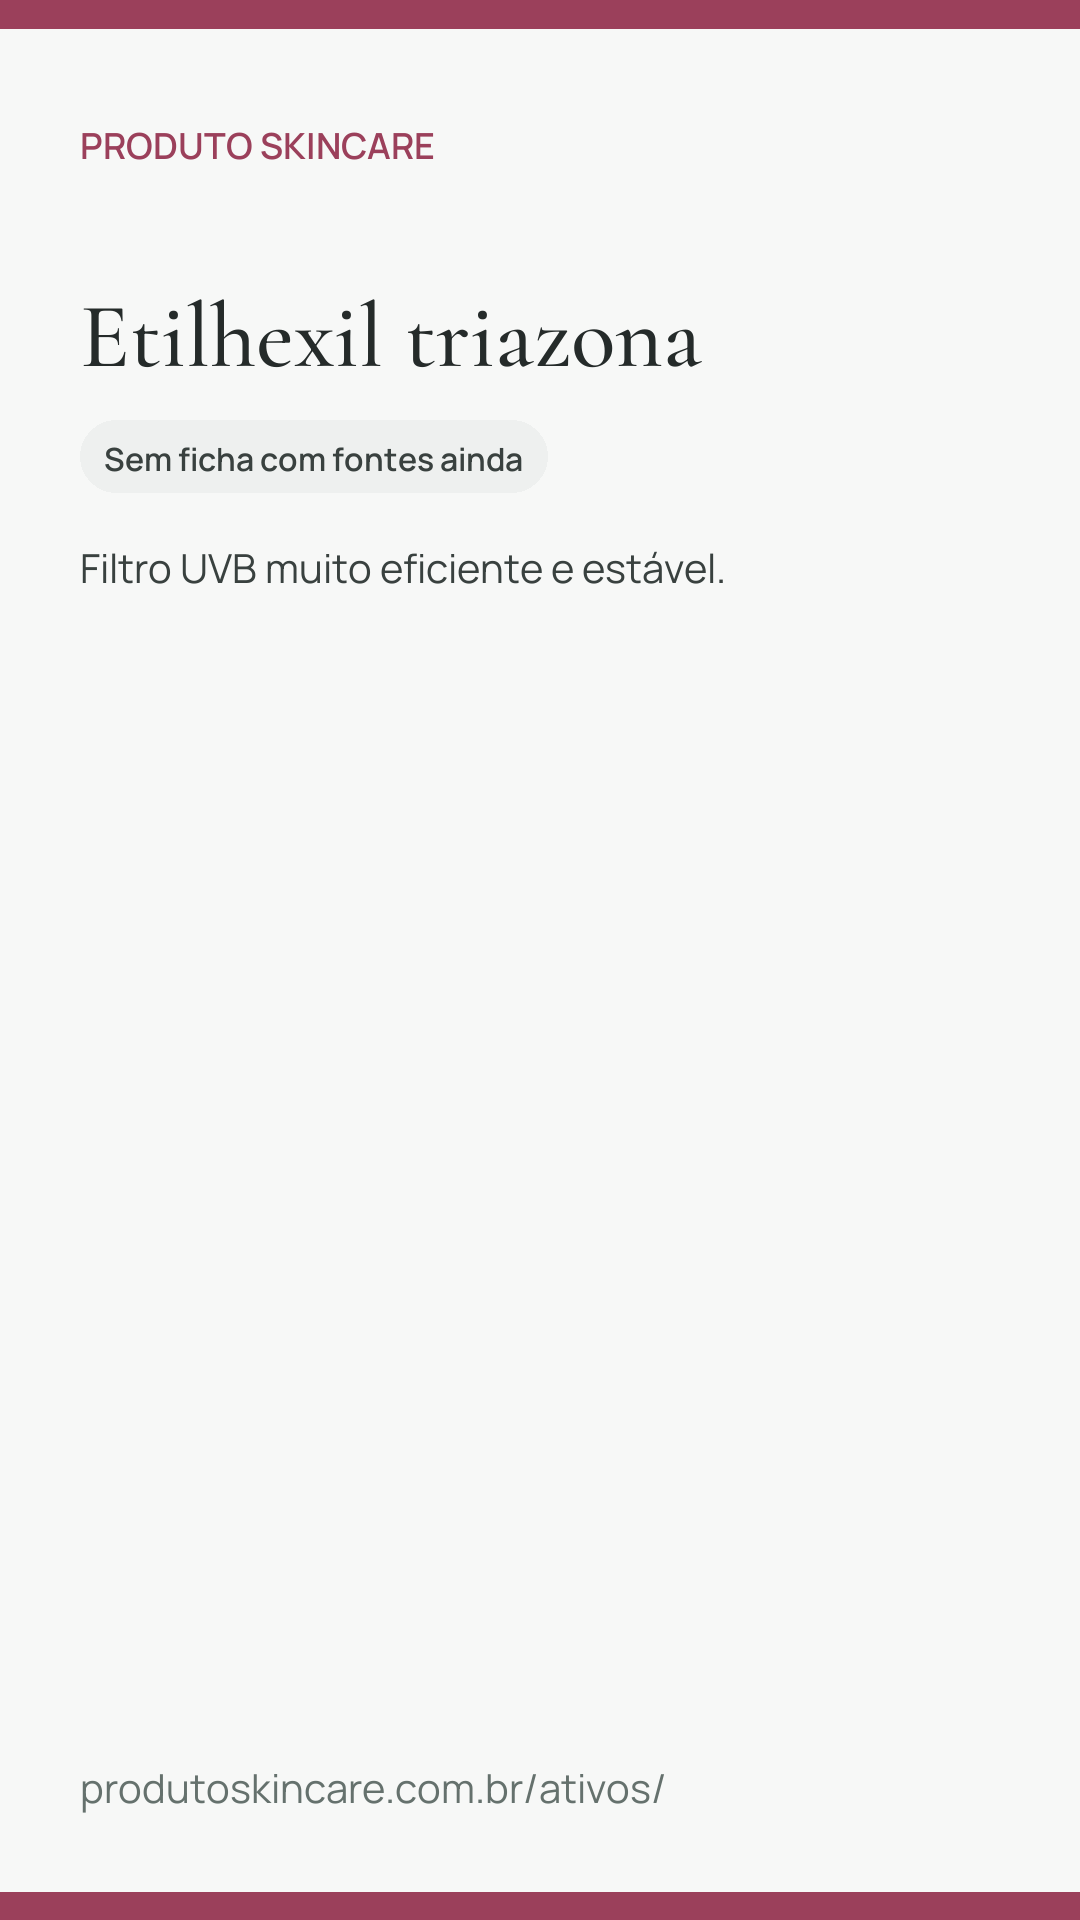 PRODUTO SKINCARE
Etilhexil triazona
Sem ficha com fontes ainda
Filtro UVB muito eficiente e estável.
produtoskincare.com.br/ativos/